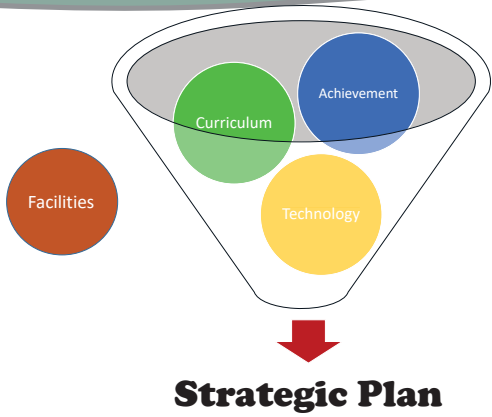 Achievement
Curriculum
Facilities
Technology
Strategic Plan